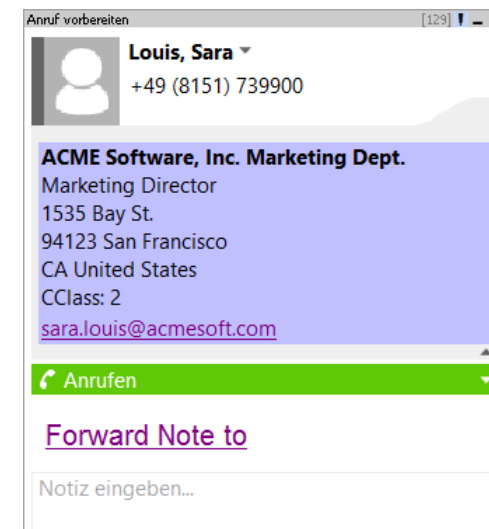 Anruf vorbereiten [129]
Louis, Sara
+49 (8151) 739900
ACME Software, Inc. Marketing Dept.
Marketing Director
1535 Bay St.
94123 San Francisco
CA United States
CClass: 2
sara.louis@acmesoft.com
Anrufen
Forward Note to
Notiz eingeben...